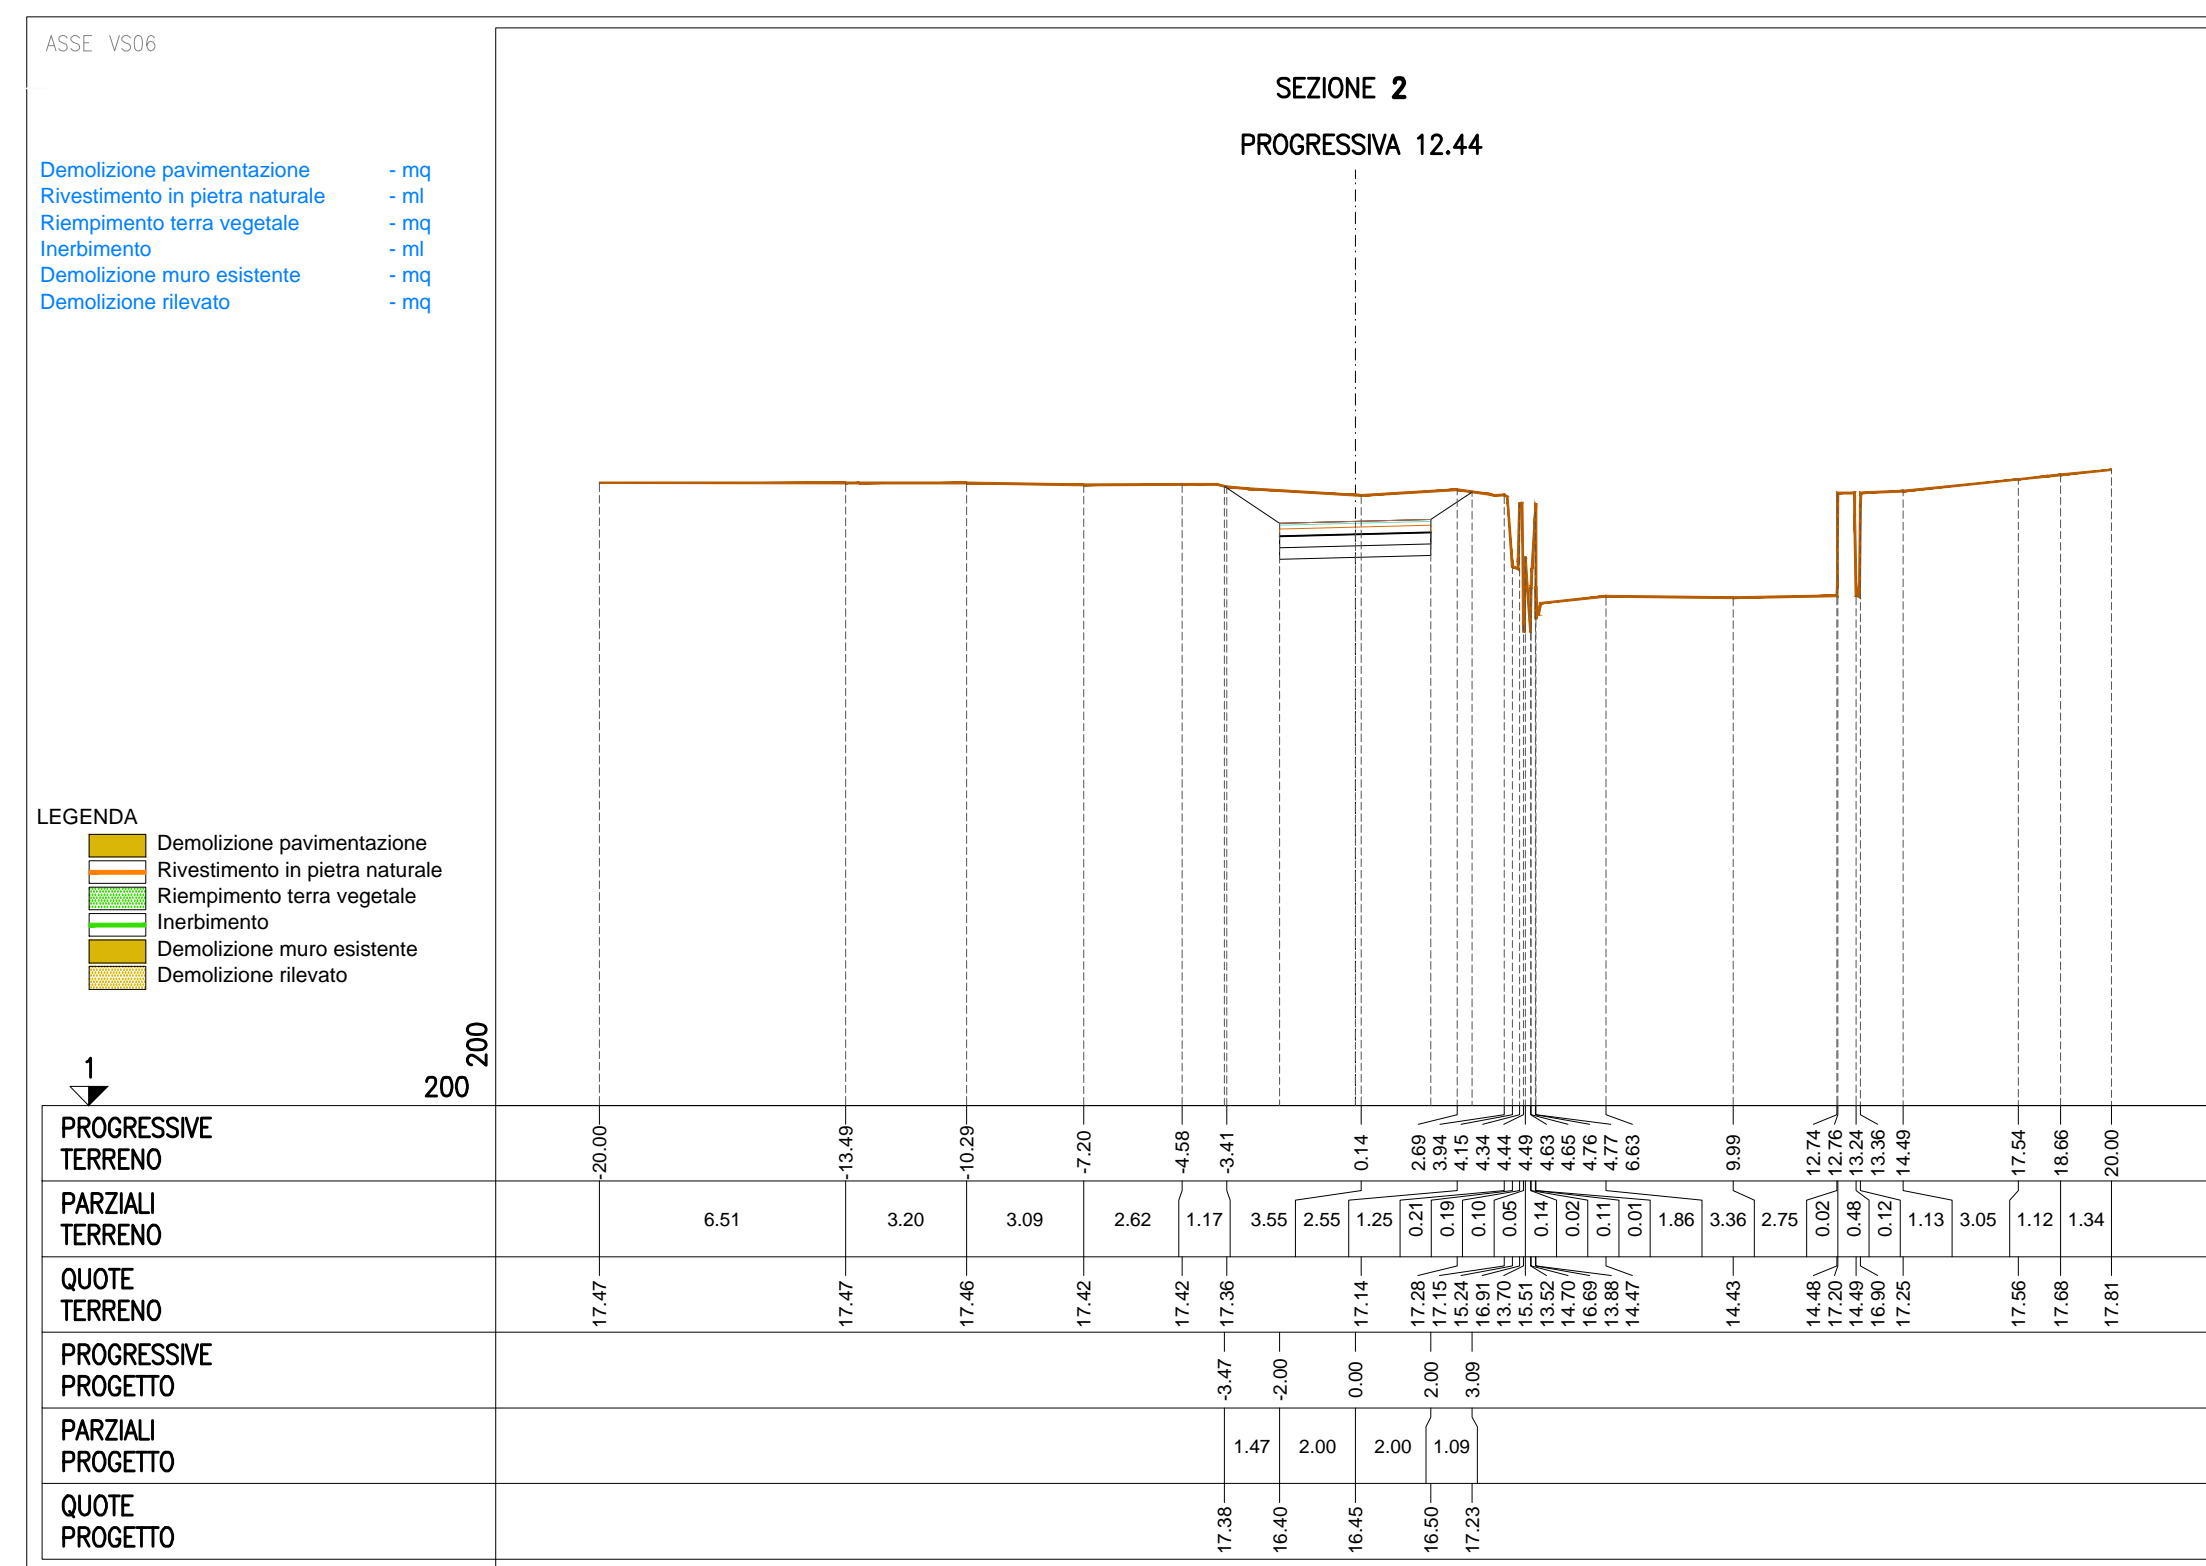 ASSE VS06
SEZIONE 2
PROGRESSIVA 12.44
Demolizione pavimentazione - mq
Rivestimento in pietra naturale - ml
Riempimento terra vegetale - mq
Inerbimento - ml
Demolizione muro esistente - mq
Demolizione rilevato - mq
LEGENDA
Demolizione pavimentazione
Rivestimento in pietra naturale
Riempimento terra vegetale
Inerbimento
Demolizione muro esistente
Demolizione rilevato
1
200
200
PROGRESSIVE
TERRENO
-20.00 -13.49 -10.29 -7.20 -4.58 -3.41 0.14 2.69 3.94 4.15 4.34 4.44 4.49 4.63 4.65 4.76 4.77 6.63 9.99 12.74 12.76 13.24 13.36 14.49 17.54 18.66 20.00
PARZIALI
TERRENO
6.51 3.20 3.09 2.62 1.17 3.55 2.55 1.25 0.21 0.19 0.10 0.05 0.14 0.02 0.11 0.01 1.86 3.36 2.75 0.02 0.48 0.12 1.13 3.05 1.12 1.34
QUOTE
TERRENO
17.47 17.47 17.46 17.42 17.42 17.36 17.14 17.28 17.15 15.24 16.91 13.70 15.51 13.52 14.70 16.69 13.88 14.47 14.43 14.48 17.20 14.49 16.90 17.25 17.56 17.68 17.81
PROGRESSIVE
PROGETTO
-3.47 -2.00 0.00 2.00 3.09
PARZIALI
PROGETTO
1.47 2.00 2.00 1.09
QUOTE
PROGETTO
17.38 16.40 16.45 16.50 17.23